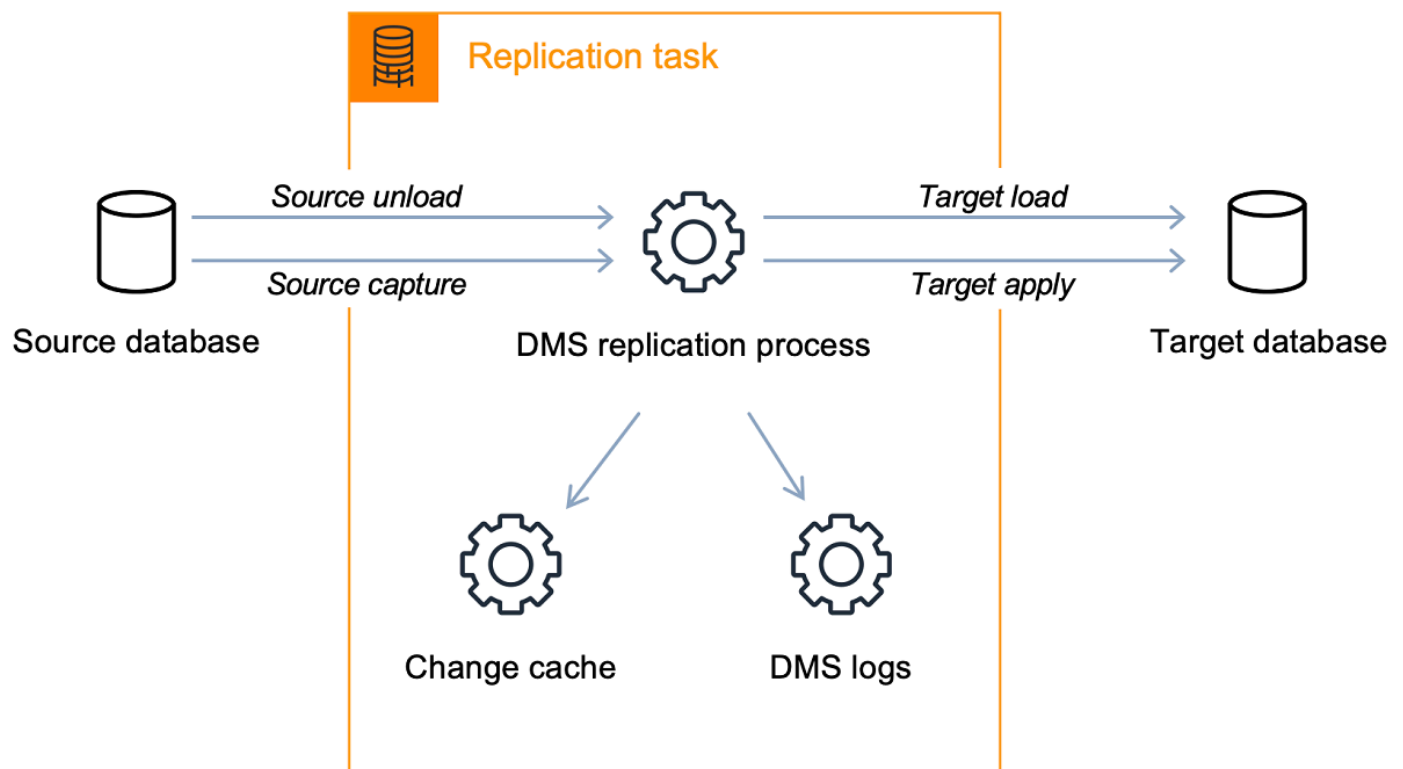 Replication task
Source unload
Target load
Source capture
Target apply
Source database
DMS replication process
Target database
Change cache
DMS logs